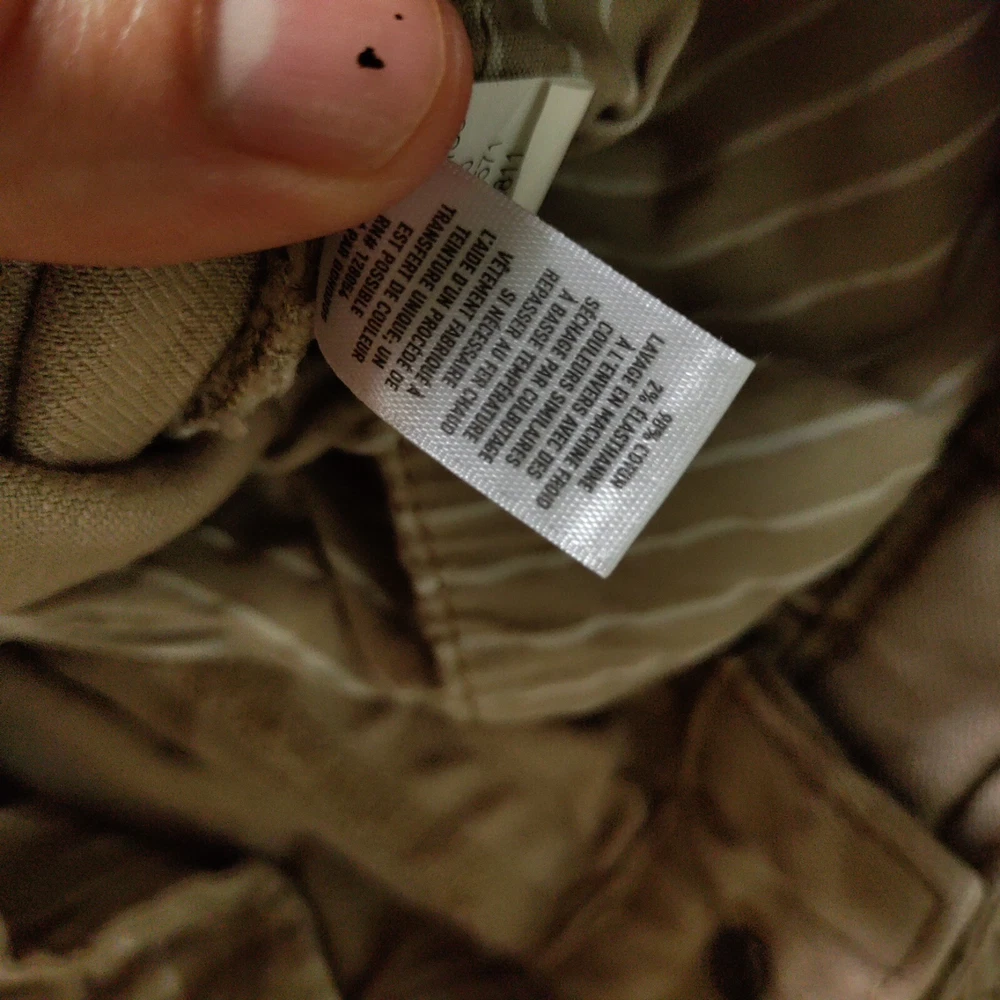 98% COTON
2% ÉLASTHANNE
LAVAGE EN MACHINE FROID
À L'ENVERS AVEC DES
COULEURS SIMILAIRES
SÉCHAGE PAR CULBUTAGE
À BASSE TEMPÉRATURE
REPASSER AU FER CHAUD
SI NÉCESSAIRE
VÊTEMENT FABRIQUÉ À
L'AIDE D'UN PROCÉDÉ DE
TEINTURE UNIQUE; UN
TRANSFERT DE COULEUR
EST POSSIBLE
RN#